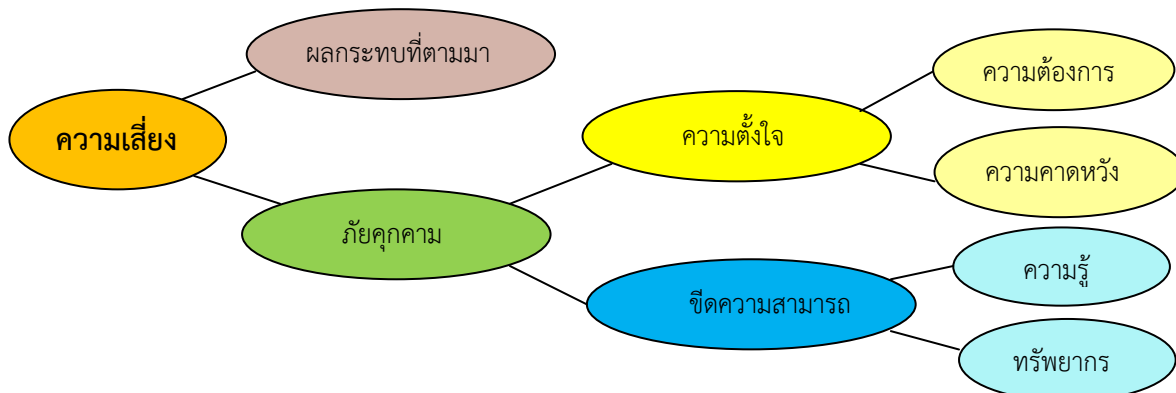 ผลกระทบที่ตามมา
ความต้องการ
ความเสี่ยง
ความตั้งใจ
ความคาดหวัง
ภัยคุกคาม
ความรู้
ขีดความสามารถ
ทรัพยากร